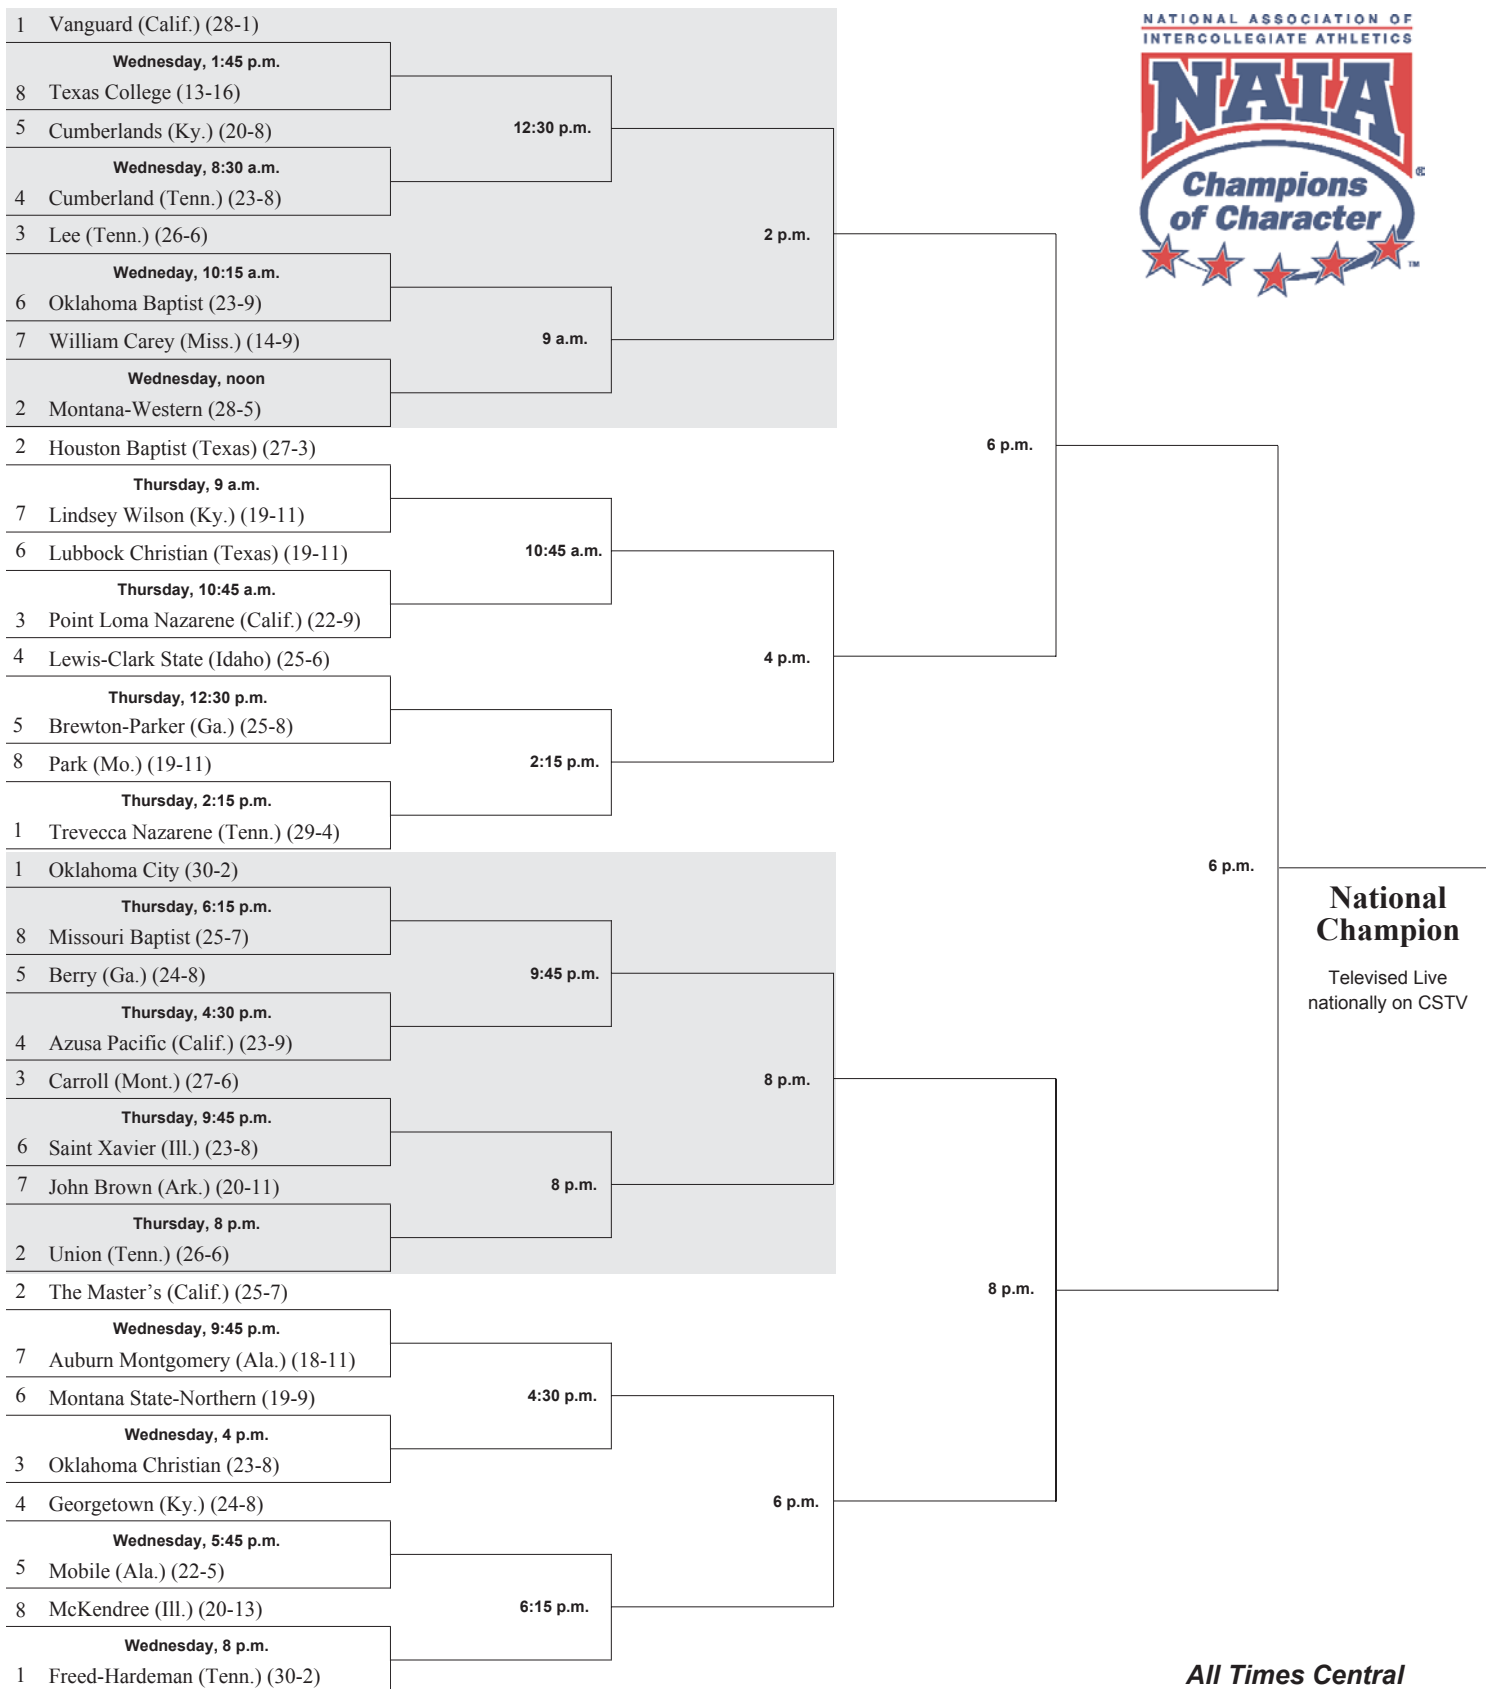 1 Vanguard (Calif.) (28-1)
Wednesday, 1:45 p.m.
8 Texas College (13-16)
5 Cumberlands (Ky.) (20-8)
Wednesday, 8:30 a.m.
4 Cumberland (Tenn.) (23-8)
3 Lee (Tenn.) (26-6)
Wedneday, 10:15 a.m.
6 Oklahoma Baptist (23-9)
7 William Carey (Miss.) (14-9)
Wednesday, noon
2 Montana-Western (28-5)
2 Houston Baptist (Texas) (27-3)
Thursday, 9 a.m.
7 Lindsey Wilson (Ky.) (19-11)
6 Lubbock Christian (Texas) (19-11)
Thursday, 10:45 a.m.
3 Point Loma Nazarene (Calif.) (22-9)
4 Lewis-Clark State (Idaho) (25-6)
Thursday, 12:30 p.m.
5 Brewton-Parker (Ga.) (25-8)
8 Park (Mo.) (19-11)
Thursday, 2:15 p.m.
1 Trevecca Nazarene (Tenn.) (29-4)
1 Oklahoma City (30-2)
Thursday, 6:15 p.m.
8 Missouri Baptist (25-7)
5 Berry (Ga.) (24-8)
Thursday, 4:30 p.m.
4 Azusa Pacific (Calif.) (23-9)
3 Carroll (Mont.) (27-6)
Thursday, 9:45 p.m.
6 Saint Xavier (Ill.) (23-8)
7 John Brown (Ark.) (20-11)
Thursday, 8 p.m.
2 Union (Tenn.) (26-6)
2 The Master’s (Calif.) (25-7)
Wednesday, 9:45 p.m.
7 Auburn Montgomery (Ala.) (18-11)
6 Montana State-Northern (19-9)
Wednesday, 4 p.m.
3 Oklahoma Christian (23-8)
4 Georgetown (Ky.) (24-8)
Wednesday, 5:45 p.m.
5 Mobile (Ala.) (22-5)
8 McKendree (Ill.) (20-13)
Wednesday, 8 p.m.
1 Freed-Hardeman (Tenn.) (30-2)
12:30 p.m.
9 a.m.
10:45 a.m.
2:15 p.m.
9:45 p.m.
8 p.m.
4:30 p.m.
6:15 p.m.
2 p.m.
4 p.m.
8 p.m.
6 p.m.
6 p.m.
8 p.m.
6 p.m.
NATIONAL ASSOCIATION OF
INTERCOLLEGIATE ATHLETICS
NAIA
®
Champions
of Character
™
National
Champion
Televised Live
nationally on CSTV
All Times Central